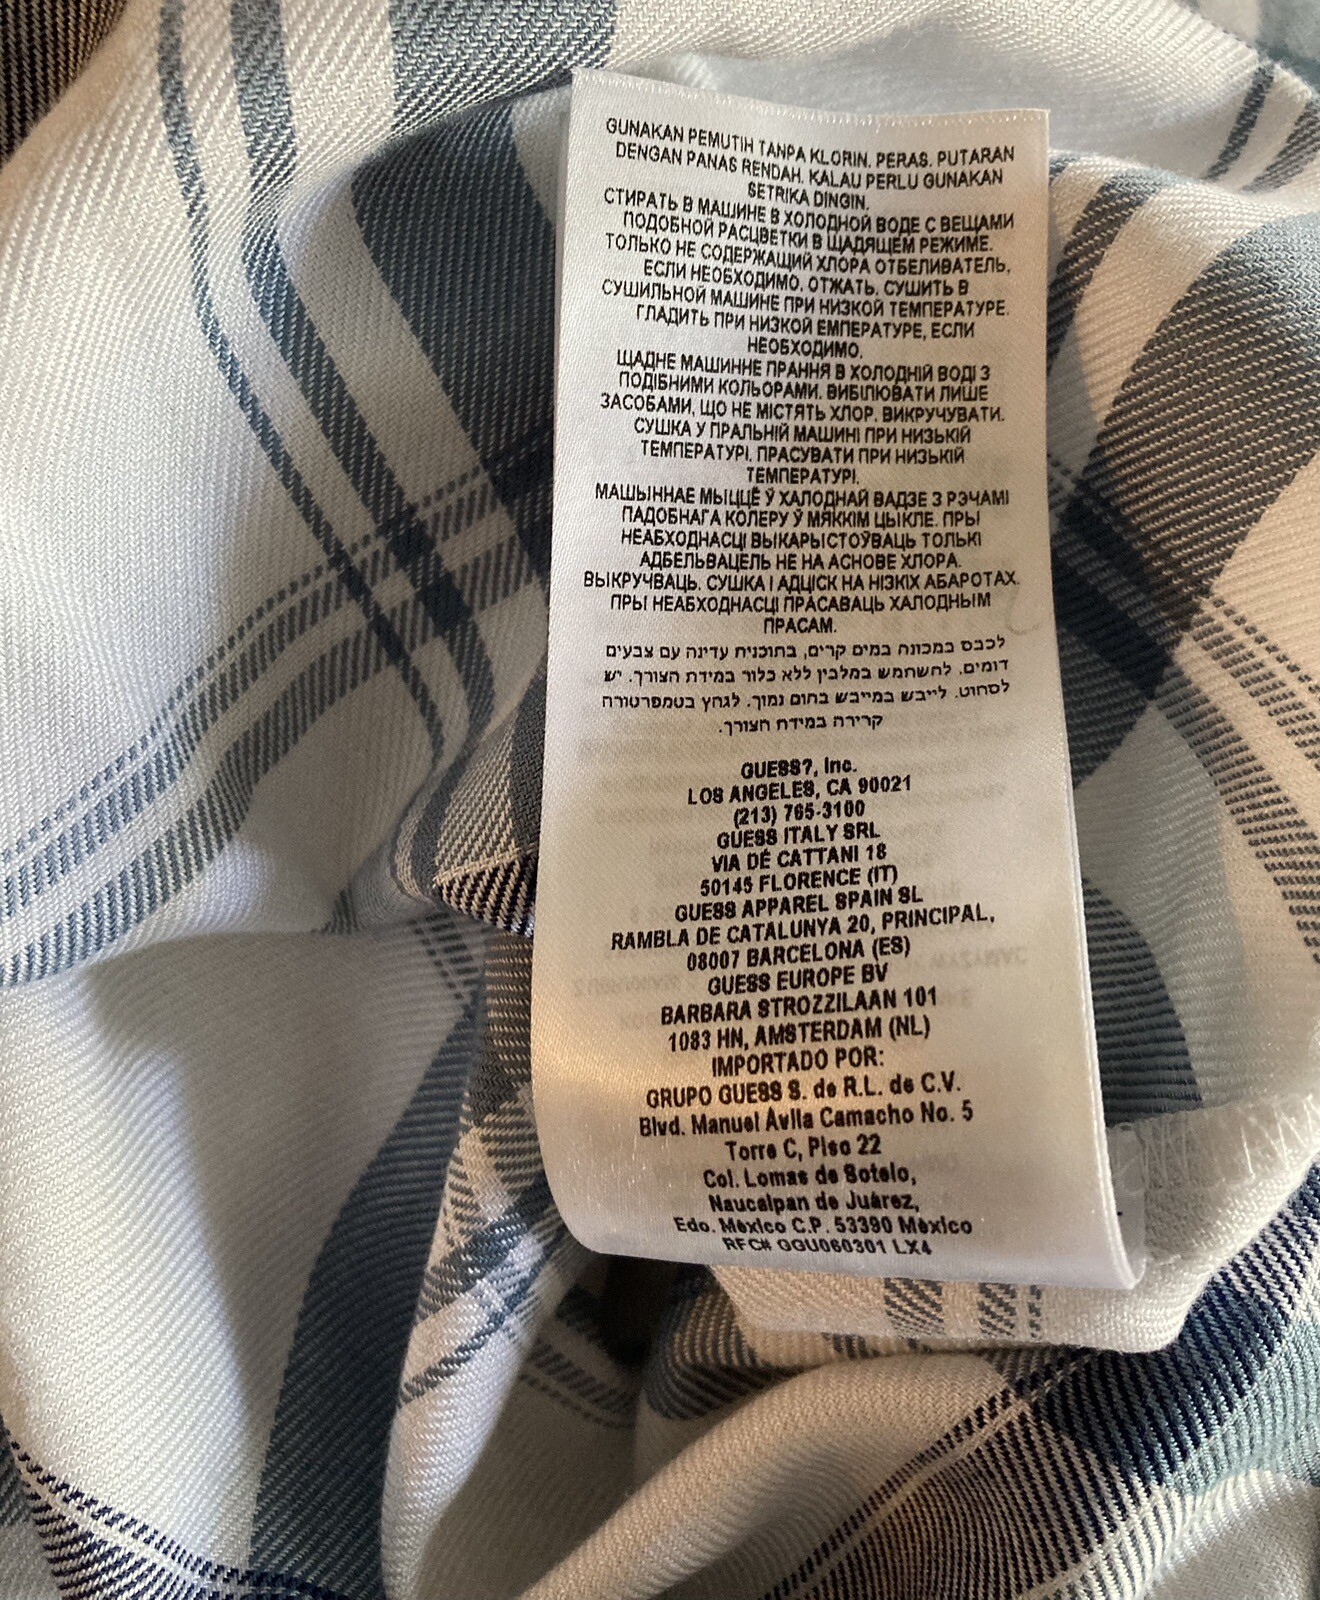 GUNAKAN PEMUTIH TANPA KLORIN. PERAS. PUTARAN
DENGAN PANAS RENDAH. KALAU PERLU GUNAKAN
SETRIKA DINGIN.
СТИРАТЬ В МАШИНЕ В ХОЛОДНОЙ ВОДЕ С ВЕЩАМИ
ПОДОБНОЙ РАСЦВЕТКИ В ЩАДЯЩЕМ РЕЖИМЕ.
ТОЛЬКО НЕ СОДЕРЖАЩИЙ ХЛОРА ОТБЕЛИВАТЕЛЬ,
ЕСЛИ НЕОБХОДИМО. ОТЖАТЬ. СУШИТЬ В
СУШИЛЬНОЙ МАШИНЕ ПРИ НИЗКОЙ ТЕМПЕРАТУРЕ.
ГЛАДИТЬ ПРИ НИЗКОЙ ЕМПЕРАТУРЕ, ЕСЛИ
НЕОБХОДИМО.
ЩАДНЕ МАШИННЕ ПРАННЯ В ХОЛОДНІЙ ВОДІ З
ПОДІБНИМИ КОЛЬОРАМИ. ВИБІЛЮВАТИ ЛИШЕ
ЗАСОБАМИ, ЩО НЕ МІСТЯТЬ ХЛОР. ВИКРУЧУВАТИ.
СУШКА У ПРАЛЬНІЙ МАШИНІ ПРИ НИЗЬКІЙ
ТЕМПЕРАТУРІ. ПРАСУВАТИ ПРИ НИЗЬКІЙ
ТЕМПЕРАТУРІ.
МАШЫННАЕ МЫЦЦЁ Ў ХАЛОДНАЙ ВАДЗЕ З РЭЧАМІ
ПАДОБНАГА КОЛЕРУ Ў МЯККІМ ЦЫКЛЕ. ПРЫ
НЕАБХОДНАСЦІ ВЫКАРЫСТОЎВАЦЬ ТОЛЬКІ
АДБЕЛЬВАЦЕЛЬ НЕ НА АСНОВЕ ХЛОРА.
ВЫКРУЧВАЦЬ. СУШКА І АДЦІСК НА НІЗКІХ АБАРОТАХ.
ПРЫ НЕАБХОДНАСЦІ ПРАСАВАЦЬ ХАЛОДНЫМ
ПРАСАМ.
לכבס במכונה במים קרים, בתוכנית עדינה עם צבעים
דומים. להשתמש במלבין ללא כלור במידת הצורך. יש
לסחוט. לייבש במייבש בחום נמוך. לגהץ בטמפרטורה
קרירה במידת הצורך.
GUESS?, Inc.
LOS ANGELES, CA 90021
(213) 765-3100
GUESS ITALY SRL
VIA DÉ CATTANI 18
50145 FLORENCE (IT)
GUESS APPAREL SPAIN SL
RAMBLA DE CATALUNYA 20, PRINCIPAL,
08007 BARCELONA (ES)
GUESS EUROPE BV
BARBARA STROZZILAAN 101
1083 HN, AMSTERDAM (NL)
IMPORTADO POR:
GRUPO GUESS S. de R.L. de C.V.
Blvd. Manuel Ávila Camacho No. 5
Torre C, Piso 22
Col. Lomas de Sotelo,
Naucalpan de Juárez,
Edo. México C.P. 53390 México
RFC# GGU060301 LX4